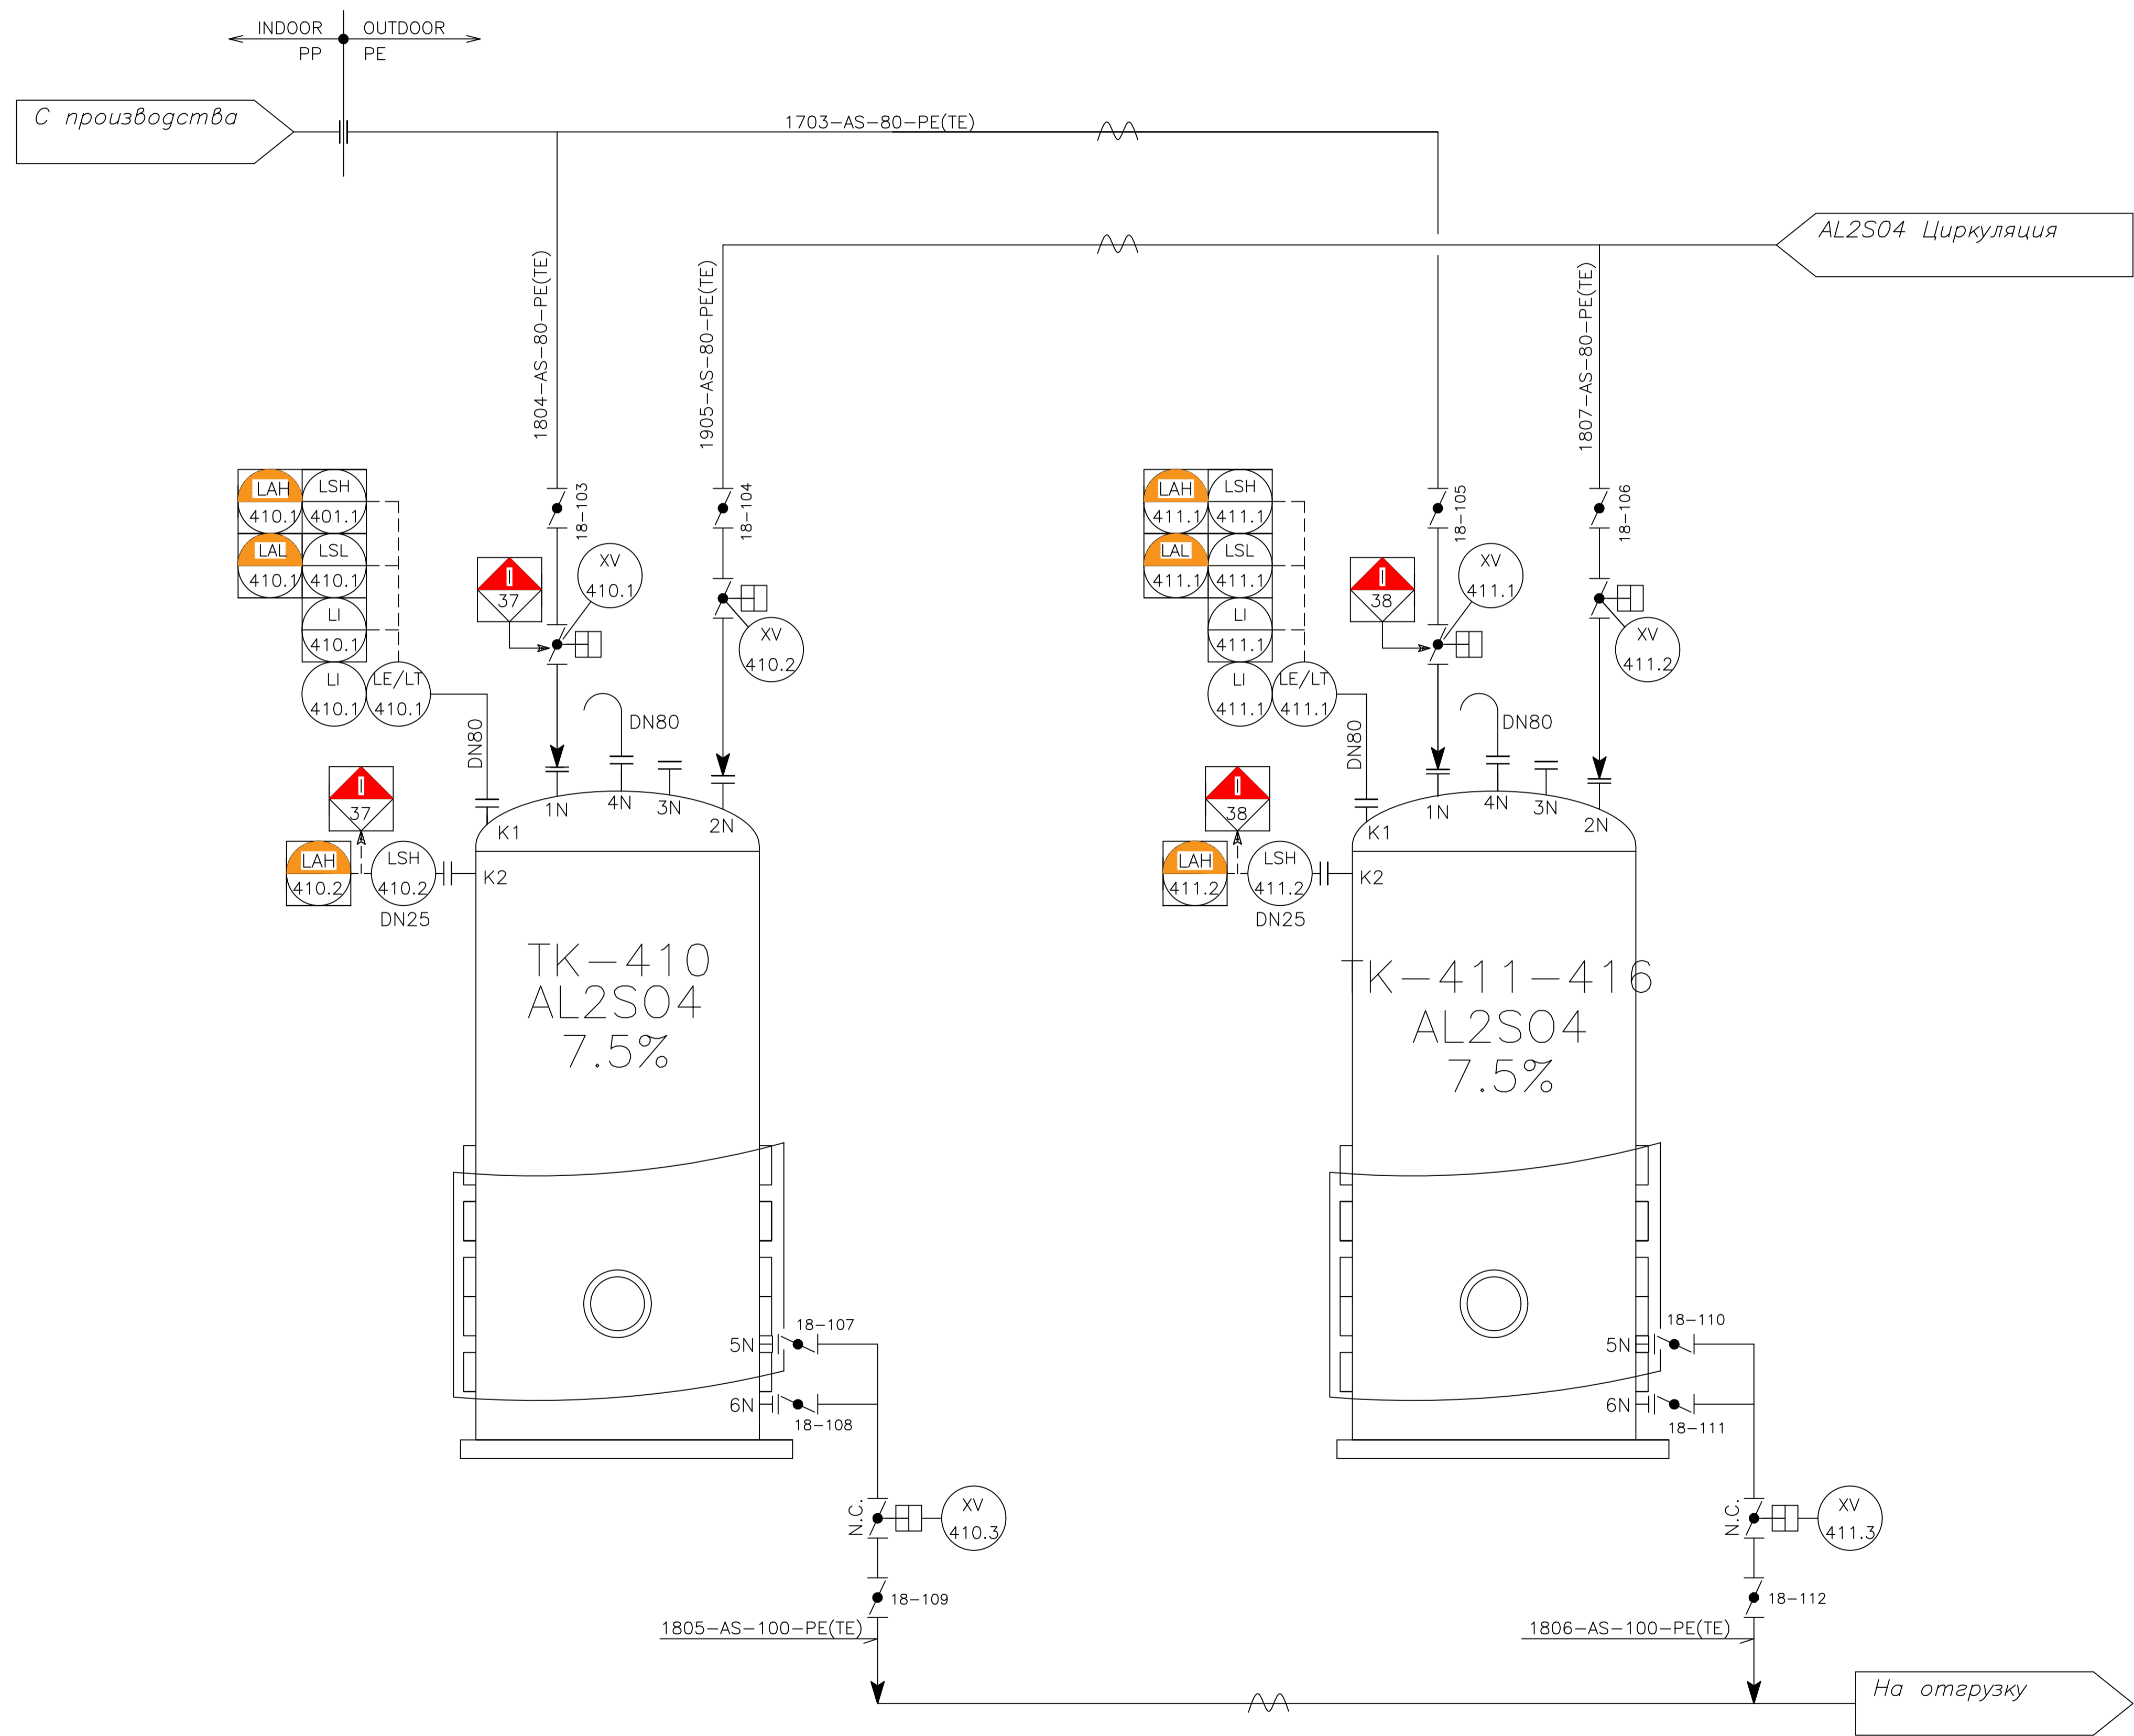 INDOOR OUTDOOR
PP PE
С производства
1703-AS-80-PE(TE)
AL2SO4 Циркуляция
1804-AS-80-PE(TE)
1905-AS-80-PE(TE)
1807-AS-80-PE(TE)
LAH LSH
410.1 401.1
LAL LSL
410.1 410.1
LI
410.1
LI LE/LT
410.1 410.1
DN80
18-103
18-104
I
37
XV
410.1
XV
410.2
DN80
1N 4N 3N 2N
K1
I
37
LAH LSH
410.2 410.2
DN25
K2
TK-410
AL2SO4
7.5%
5N
18-107
6N
18-108
N.C.
XV
410.3
18-109
1805-AS-100-PE(TE)
LAH LSH
411.1 411.1
LAL LSL
411.1 411.1
LI
411.1
LI LE/LT
411.1 411.1
DN80
18-105
18-106
I
38
XV
411.1
XV
411.2
DN80
1N 4N 3N 2N
K1
I
38
LAH LSH
411.2 411.2
DN25
K2
TK-411-416
AL2SO4
7.5%
5N
18-110
6N
18-111
N.C.
XV
411.3
18-112
1806-AS-100-PE(TE)
На отгрузку